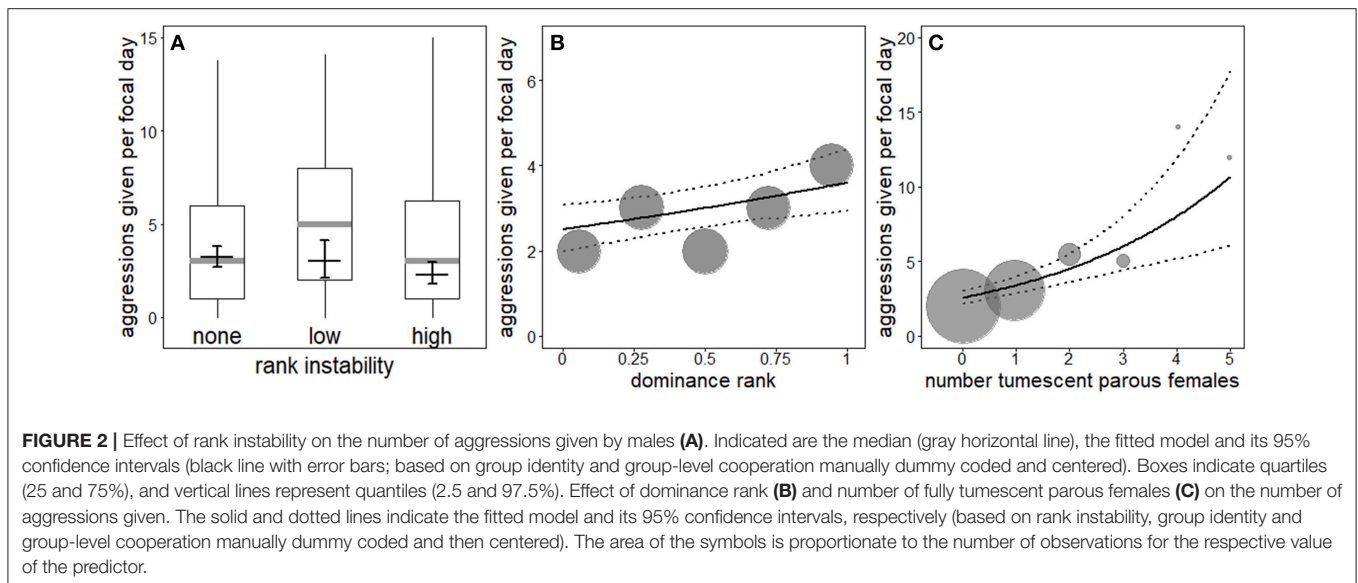 A
aggressions given per focal day
15
10
5
0
none low high
rank instability
B
aggressions given per focal day
6
4
2
0
0 0.25 0.5 0.75 1
dominance rank
C
aggressions given per focal day
20
15
10
5
0
0 1 2 3 4 5
number tumescent parous females
FIGURE 2 | Effect of rank instability on the number of aggressions given by males (A). Indicated are the median (gray horizontal line), the fitted model and its 95%
confidence intervals (black line with error bars; based on group identity and group-level cooperation manually dummy coded and centered). Boxes indicate quartiles
(25 and 75%), and vertical lines represent quantiles (2.5 and 97.5%). Effect of dominance rank (B) and number of fully tumescent parous females (C) on the number of
aggressions given. The solid and dotted lines indicate the fitted model and its 95% confidence intervals, respectively (based on rank instability, group identity and
group-level cooperation manually dummy coded and then centered). The area of the symbols is proportionate to the number of observations for the respective value
of the predictor.